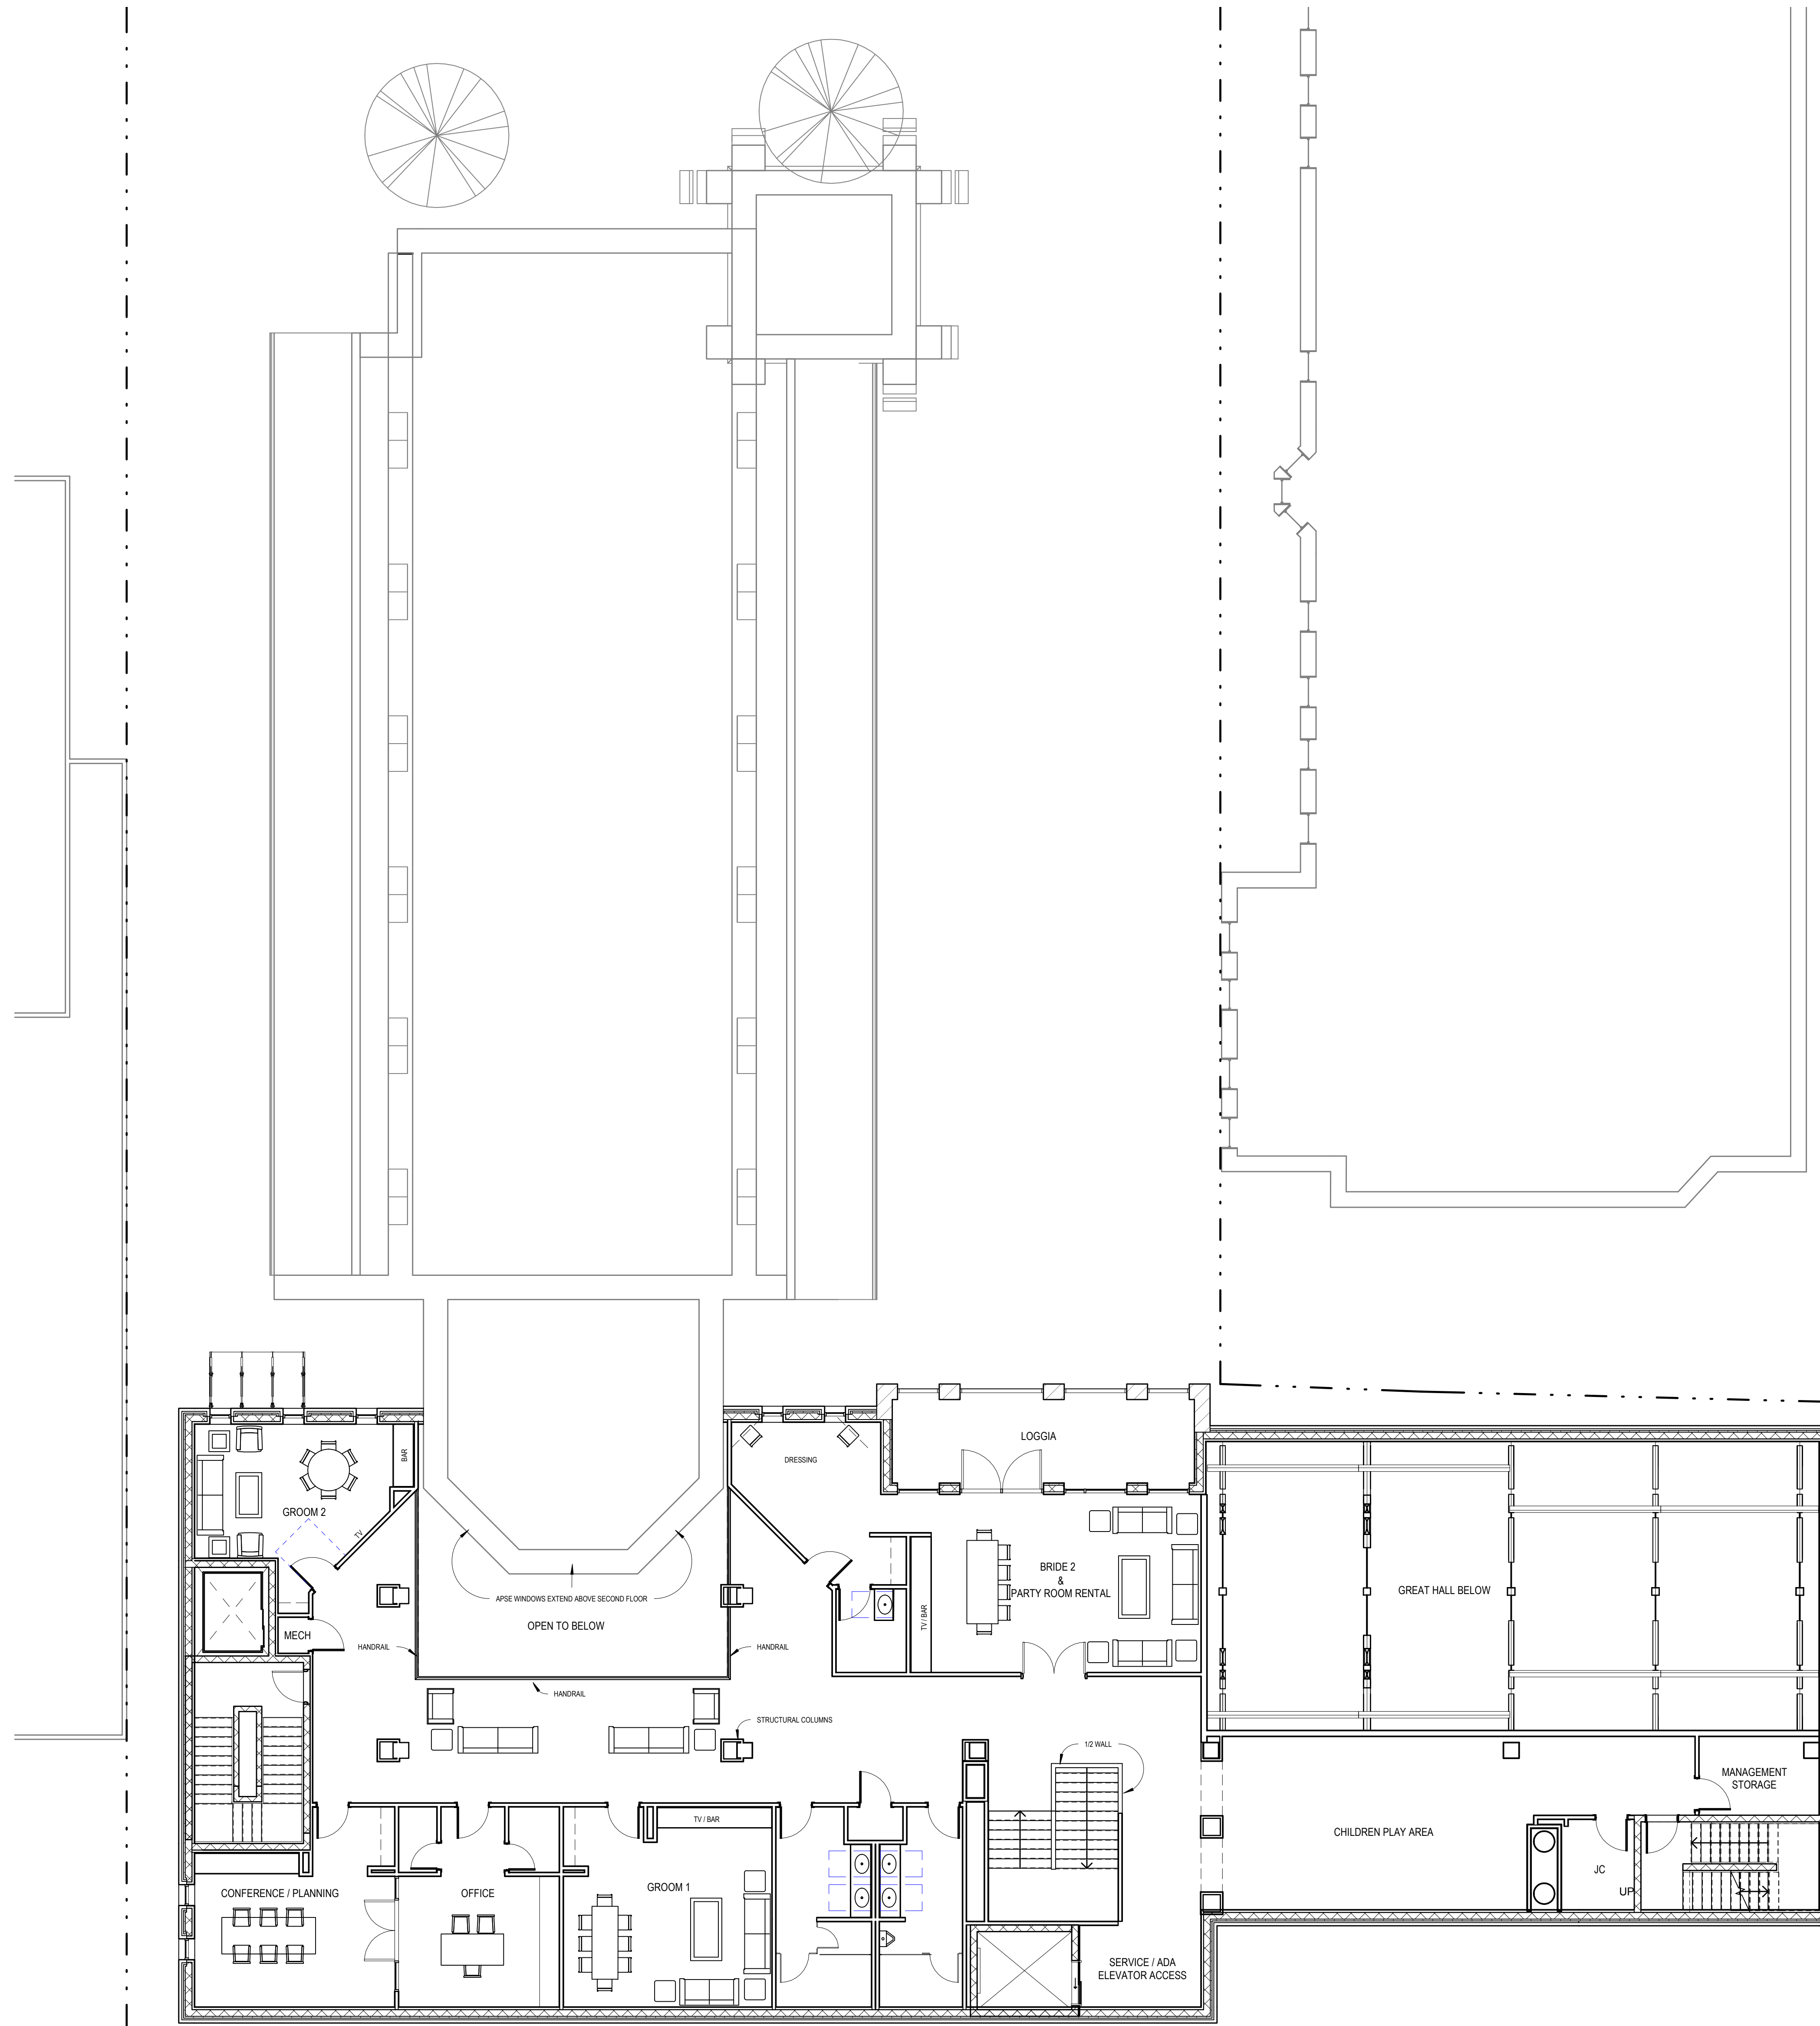 LOGGIA
BAR
DRESSING
GROOM 2
TV
BRIDE 2
&
PARTY ROOM RENTAL
GREAT HALL BELOW
APSE WINDOWS EXTEND ABOVE SECOND FLOOR
OPEN TO BELOW
TV / BAR
MECH
HANDRAIL
HANDRAIL
HANDRAIL
STRUCTURAL COLUMNS
1/2 WALL
MANAGEMENT
STORAGE
TV / BAR
CHILDREN PLAY AREA
JC
UP
CONFERENCE / PLANNING
OFFICE
GROOM 1
SERVICE / ADA
ELEVATOR ACCESS